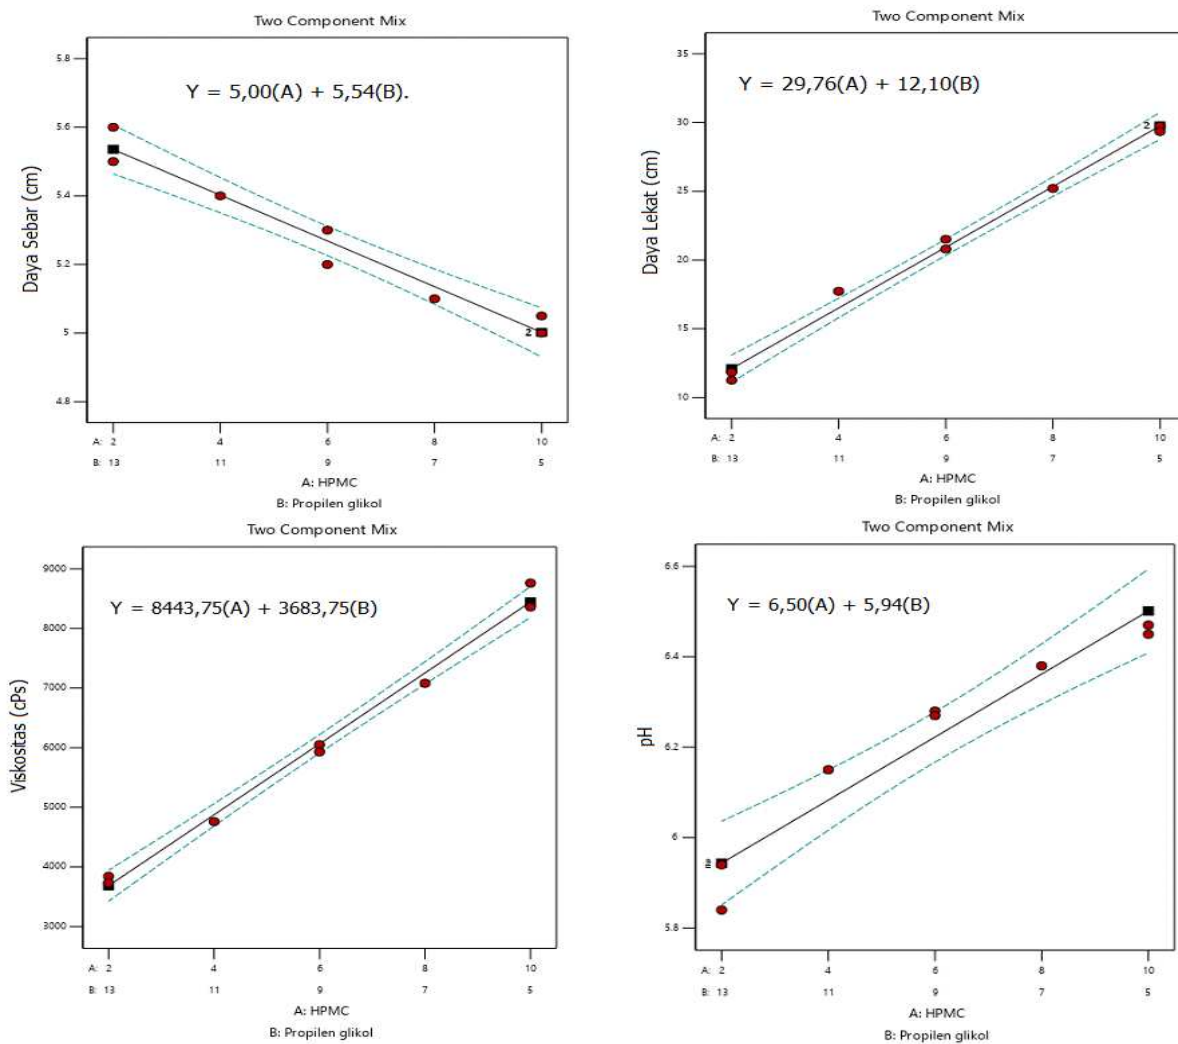 Two Component Mix
Y = 5,00(A) + 5,54(B).
Daya Sebar (cm)
5.8
5.6
5.4
5.2
5
4.8
2
A: 2 4 6 8 10
B: 13 11 9 7 5
A: HPMC
B: Propilen glikol
Two Component Mix
Y = 29,76(A) + 12,10(B)
Daya Lekat (cm)
35
30
25
20
15
10
2
A: 2 4 6 8 10
B: 13 11 9 7 5
A: HPMC
B: Propilen glikol
Two Component Mix
Y = 8443,75(A) + 3683,75(B)
Viskositas (cPs)
9000
8000
7000
6000
5000
4000
3000
A: 2 4 6 8 10
B: 13 11 9 7 5
A: HPMC
B: Propilen glikol
Two Component Mix
Y = 6,50(A) + 5,94(B)
pH
6.6
6.4
6.2
6
5.8
A: 2 4 6 8 10
B: 13 11 9 7 5
A: HPMC
B: Propilen glikol